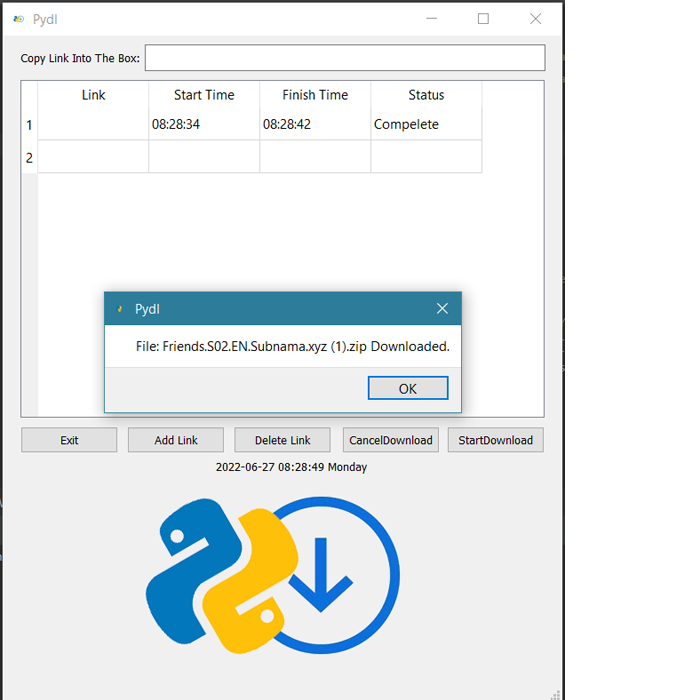 Pydl
Copy Link Into The Box:
Link Start Time Finish Time Status
1 08:28:34 08:28:42 Compelete
2
Pydl
File: Friends.S02.EN.Subnama.xyz (1).zip Downloaded.
OK
Exit Add Link Delete Link CancelDownload StartDownload
2022-06-27 08:28:49 Monday